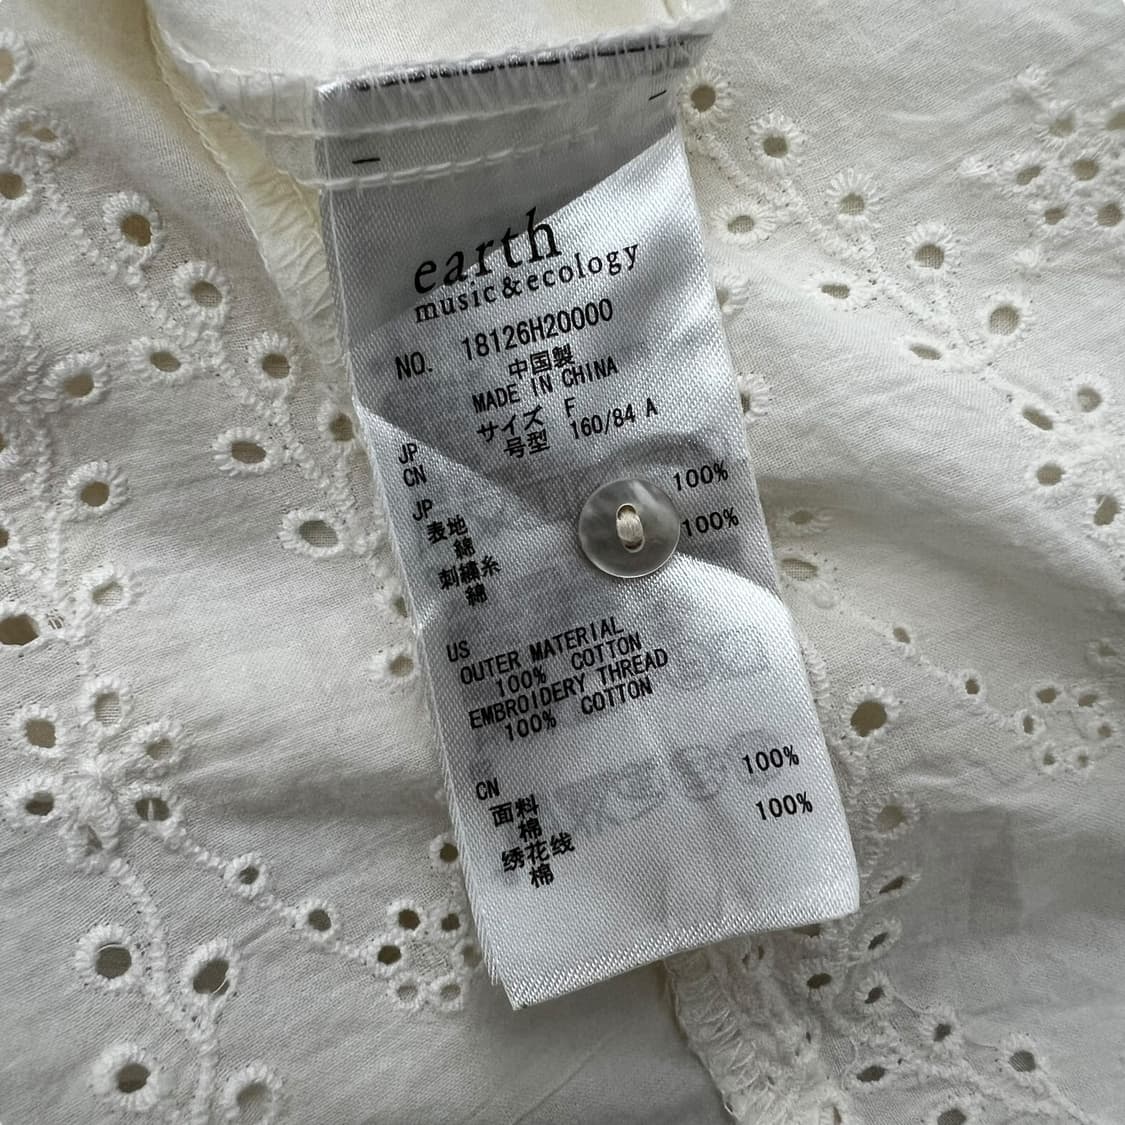 earth
music&ecology
NO. 18126H20000
中国製
MADE IN CHINA
JP サイズ F
CN 号型 160/84 A
JP
表地
綿 100%
刺繍糸
綿 100%
US
OUTER MATERIAL
100% COTTON
EMBROIDERY THREAD
100% COTTON
CN
面料
棉 100%
绣花线
棉 100%